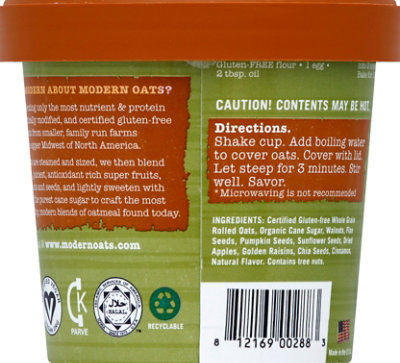 MODERN ABOUT MODERN OATS?
only the most nutrient & protein
modified, and certified gluten-free
from smaller, family run farms
Midwest of North America.
are steamed and sized, we then blend
antioxidant rich super fruits,
and seeds, and lightly sweeten with
purest cane sugar to craft the most
modern blends of oatmeal found today.
@ www.modernoats.com
K
PARVE
HALAL
RECYCLABLE
Gluten-FREE flour • 1 egg •
2 tbsp. oil
CAUTION! CONTENTS MAY BE HOT.
Directions.
Shake cup. Add boiling water
to cover oats. Cover with lid.
Let steep for 3 minutes. Stir
well. Savor.
*Microwaving is not recommended
INGREDIENTS: Certified Gluten-free Whole Grain
Rolled Oats, Organic Cane Sugar, Walnuts, Flax
Seeds, Pumpkin Seeds, Sunflower Seeds, Dried
Apples, Golden Raisins, Chia Seeds, Cinnamon,
Natural Flavor. Contains tree nuts.
8 12169 00288 3